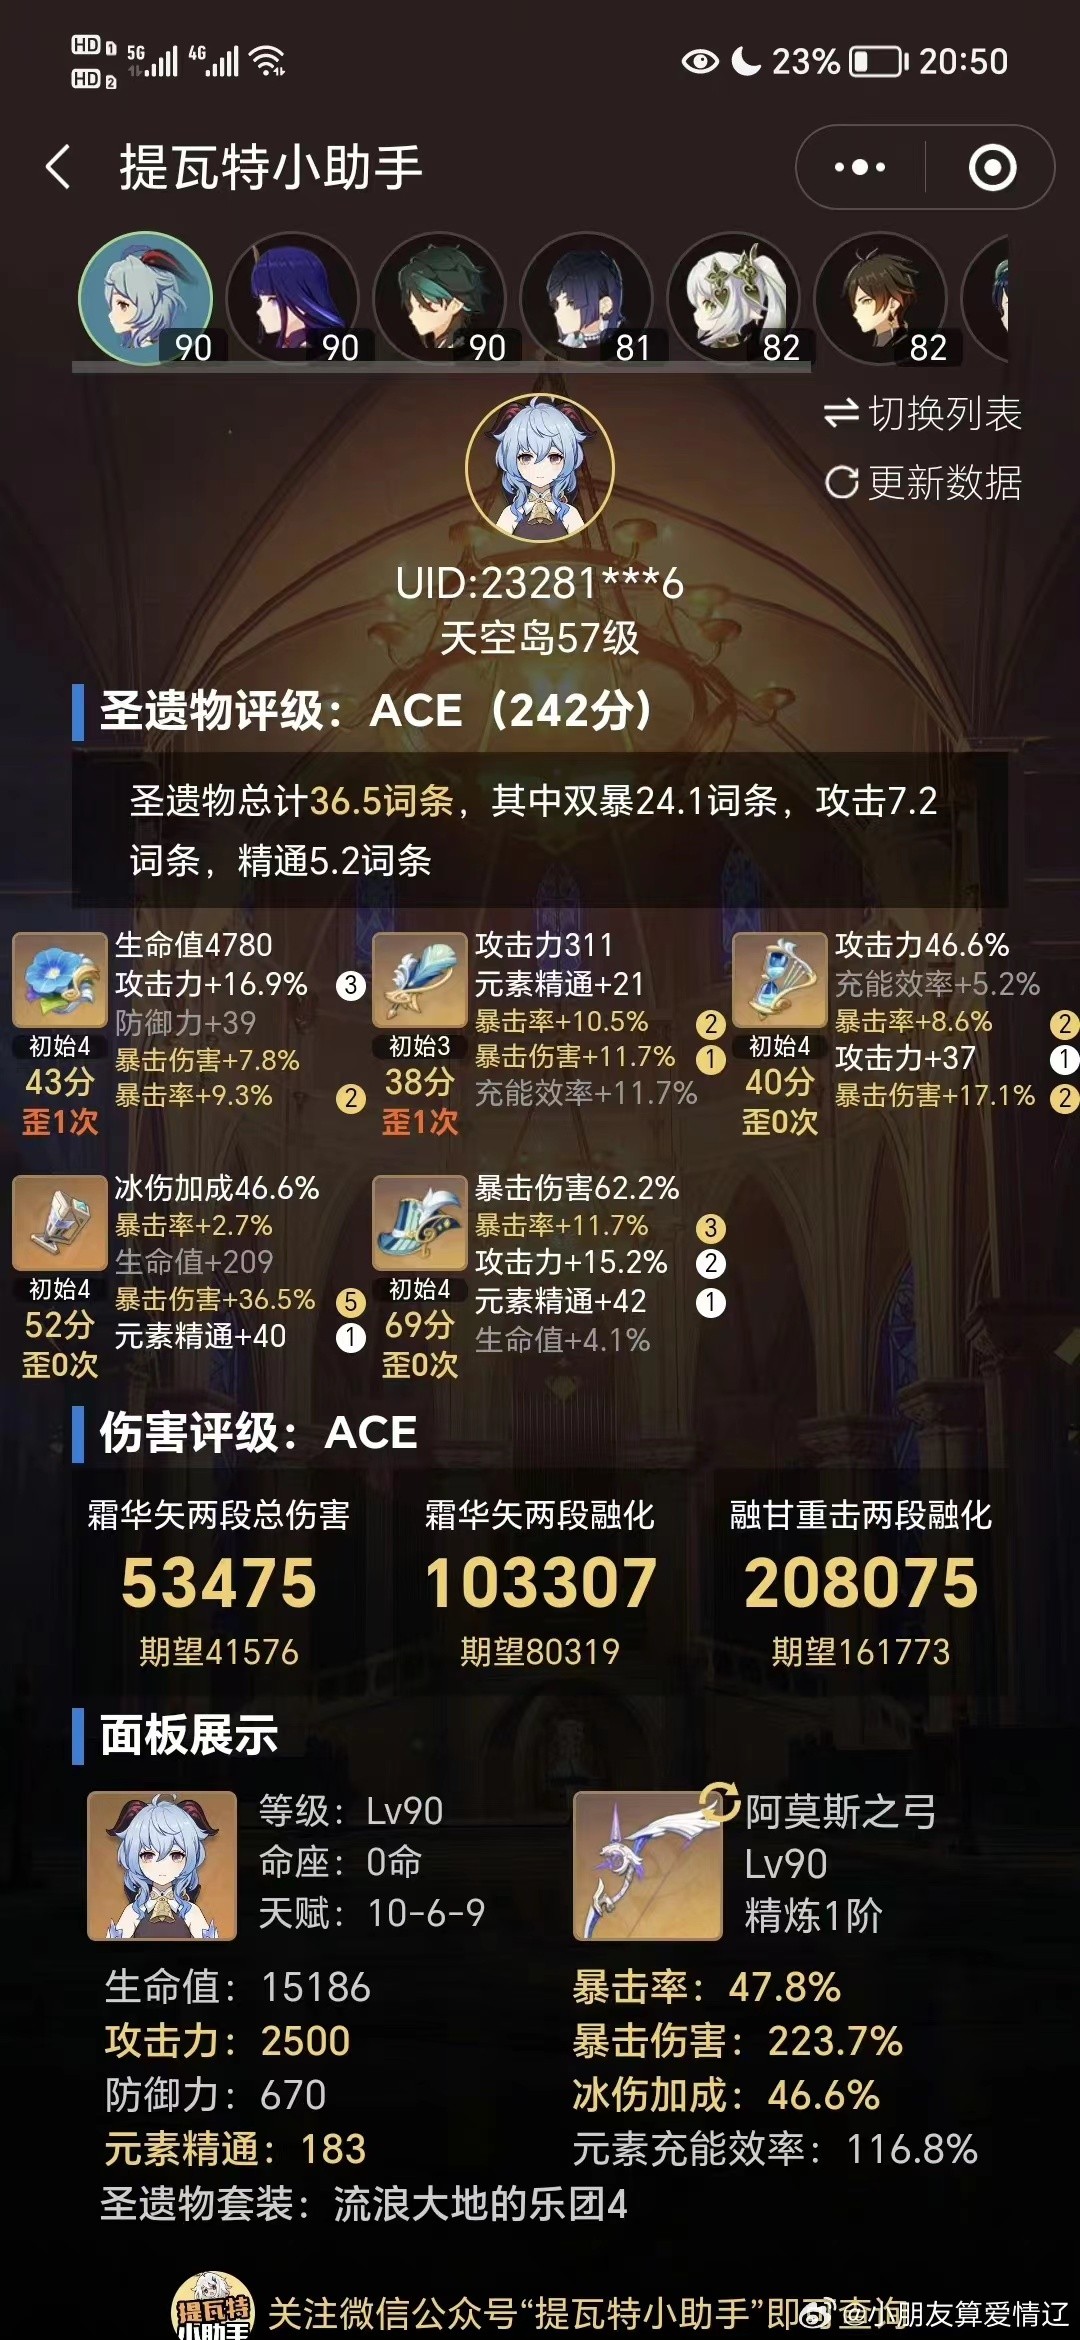 HD 1 5G 4G 23% 20:50
HD 2
提瓦特小助手
90 90 90 81 82 82
切换列表
更新数据
UID:23281***6
天空岛57级
圣遗物评级：ACE（242分）
圣遗物总计36.5词条，其中双暴24.1词条，攻击7.2
词条，精通5.2词条
生命值4780
攻击力+16.9% 3
防御力+39
暴击伤害+7.8%
暴击率+9.3% 2
初始4
43分
歪1次
攻击力311
元素精通+21
暴击率+10.5% 2
暴击伤害+11.7% 1
充能效率+11.7%
初始3
38分
歪1次
攻击力46.6%
充能效率+5.2%
暴击率+8.6% 2
攻击力+37 1
暴击伤害+17.1% 2
初始4
40分
歪0次
冰伤加成46.6%
暴击率+2.7%
生命值+209
暴击伤害+36.5% 5
元素精通+40 1
初始4
52分
歪0次
暴击伤害62.2%
暴击率+11.7% 3
攻击力+15.2% 2
元素精通+42 1
生命值+4.1%
初始4
69分
歪0次
伤害评级：ACE
霜华矢两段总伤害 霜华矢两段融化 融甘重击两段融化
53475 103307 208075
期望41576 期望80319 期望161773
面板展示
等级：Lv90
命座：0命
天赋：10-6-9
阿莫斯之弓
Lv90
精炼1阶
生命值：15186 暴击率：47.8%
攻击力：2500 暴击伤害：223.7%
防御力：670 冰伤加成：46.6%
元素精通：183 元素充能效率：116.8%
圣遗物套装：流浪大地的乐团4
提瓦特
小助手
关注微信公众号“提瓦特小助手”即可查询
@小朋友算爱情辽